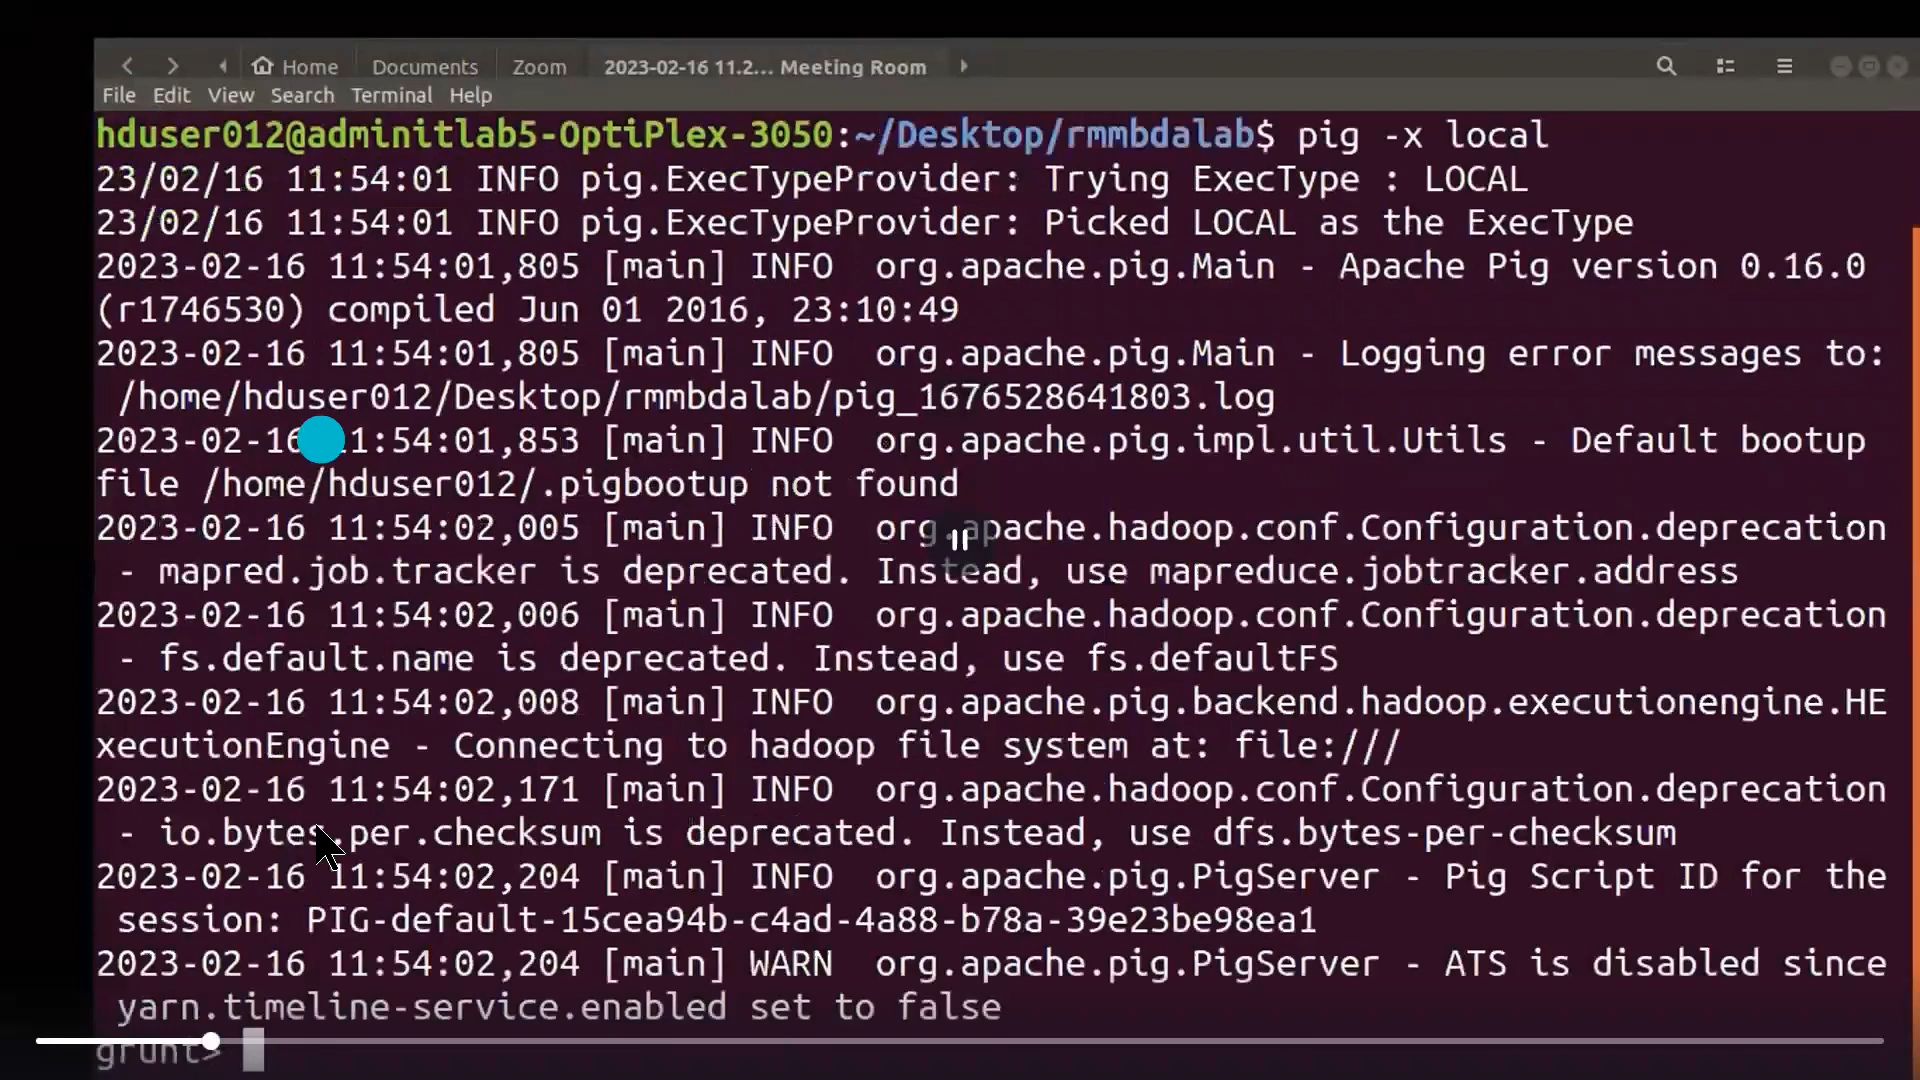 Home Documents Zoom 2023-02-16 11.2... Meeting Room
File Edit View Search Terminal Help
hduser012@adminitlab5-OptiPlex-3050:~/Desktop/rmmbdalab$ pig -x local
23/02/16 11:54:01 INFO pig.ExecTypeProvider: Trying ExecType : LOCAL
23/02/16 11:54:01 INFO pig.ExecTypeProvider: Picked LOCAL as the ExecType
2023-02-16 11:54:01,805 [main] INFO  org.apache.pig.Main - Apache Pig version 0.16.0
(r1746530) compiled Jun 01 2016, 23:10:49
2023-02-16 11:54:01,805 [main] INFO  org.apache.pig.Main - Logging error messages to:
/home/hduser012/Desktop/rmmbdalab/pig_1676528641803.log
2023-02-16 11:54:01,853 [main] INFO  org.apache.pig.impl.util.Utils - Default bootup
file /home/hduser012/.pigbootup not found
2023-02-16 11:54:02,005 [main] INFO  org.apache.hadoop.conf.Configuration.deprecation
- mapred.job.tracker is deprecated. Instead, use mapreduce.jobtracker.address
2023-02-16 11:54:02,006 [main] INFO  org.apache.hadoop.conf.Configuration.deprecation
- fs.default.name is deprecated. Instead, use fs.defaultFS
2023-02-16 11:54:02,008 [main] INFO  org.apache.pig.backend.hadoop.executionengine.HE
xecutionEngine - Connecting to hadoop file system at: file:///
2023-02-16 11:54:02,171 [main] INFO  org.apache.hadoop.conf.Configuration.deprecation
- io.bytes.per.checksum is deprecated. Instead, use dfs.bytes-per-checksum
2023-02-16 11:54:02,204 [main] INFO  org.apache.pig.PigServer - Pig Script ID for the
session: PIG-default-15cea94b-c4ad-4a88-b78a-39e23be98ea1
2023-02-16 11:54:02,204 [main] WARN  org.apache.pig.PigServer - ATS is disabled since
yarn.timeline-service.enabled set to false
grunt>